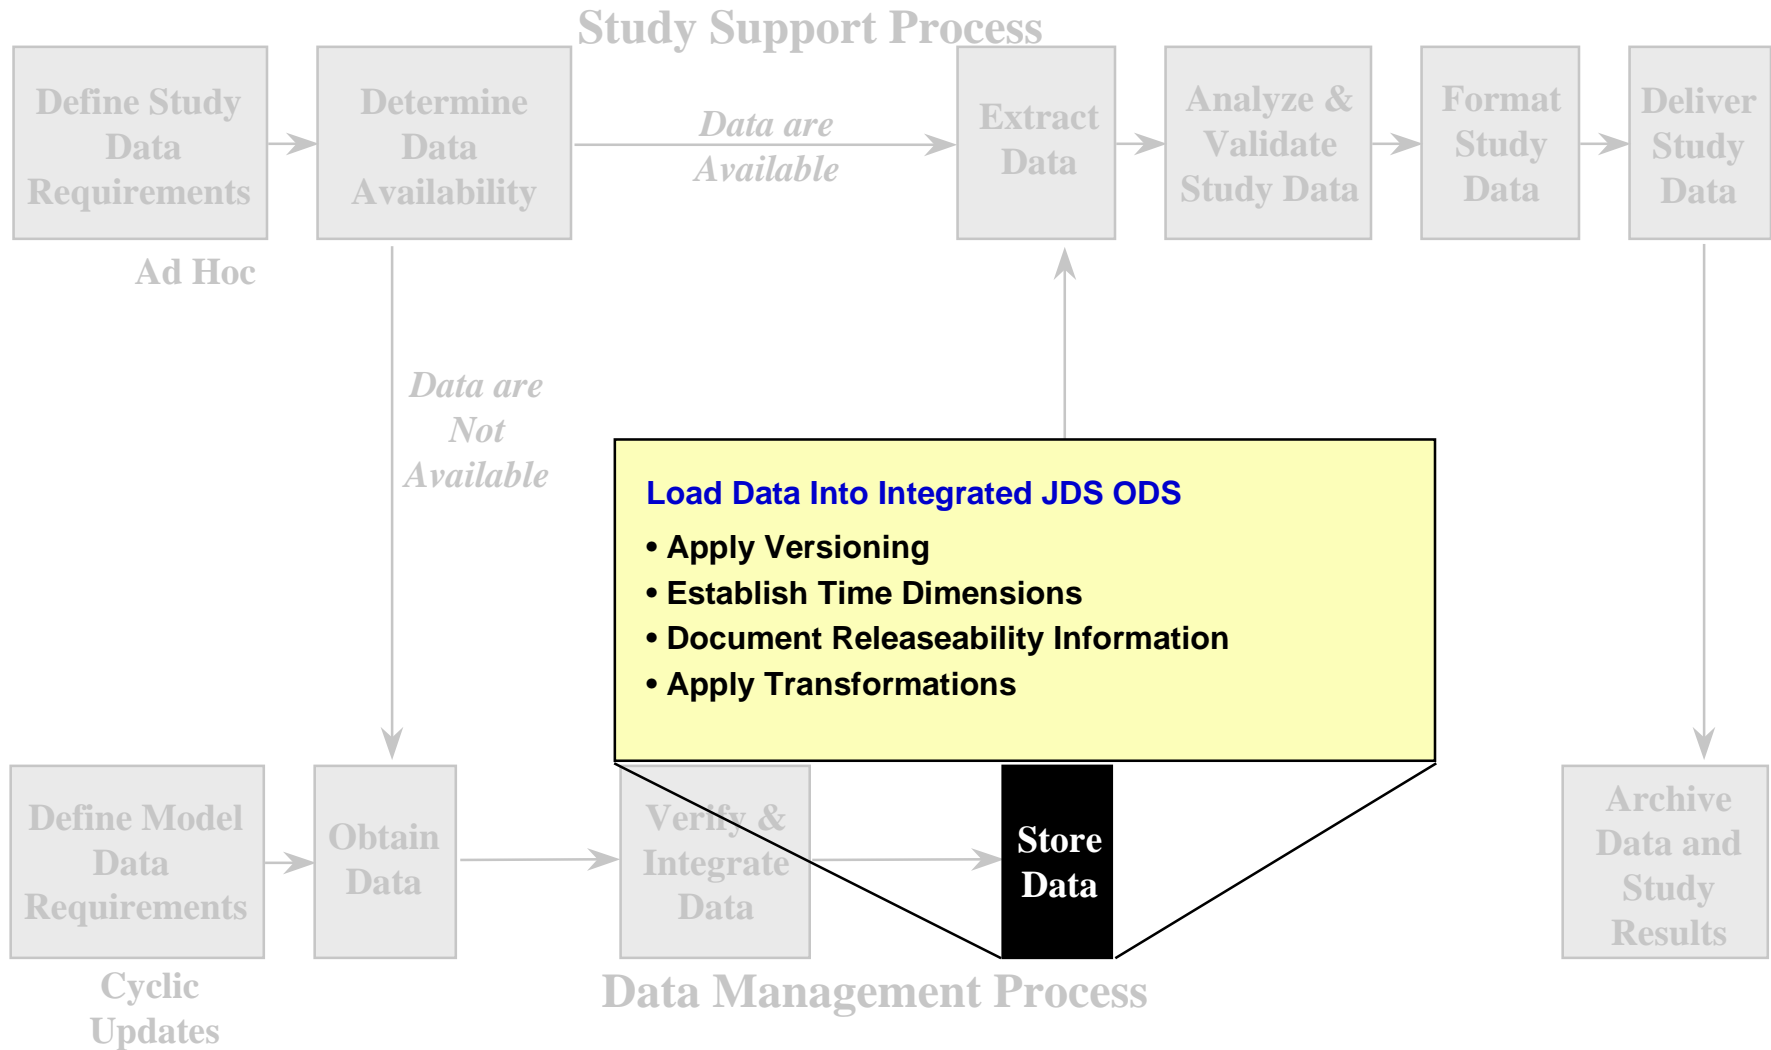 Study Support Process
Define Study
Data
Requirements
Determine
Data
Availability
Data are
Available
Extract
Data
Analyze &
Validate
Study Data
Format
Study
Data
Deliver
Study
Data
Ad Hoc
Data are
Not
Available
Load Data Into Integrated JDS ODS
• Apply Versioning
• Establish Time Dimensions
• Document Releaseability Information
• Apply Transformations
Define Model
Data
Requirements
Obtain
Data
Verify &
Integrate
Data
Store
Data
Archive
Data and
Study
Results
Cyclic
Updates
Data Management Process